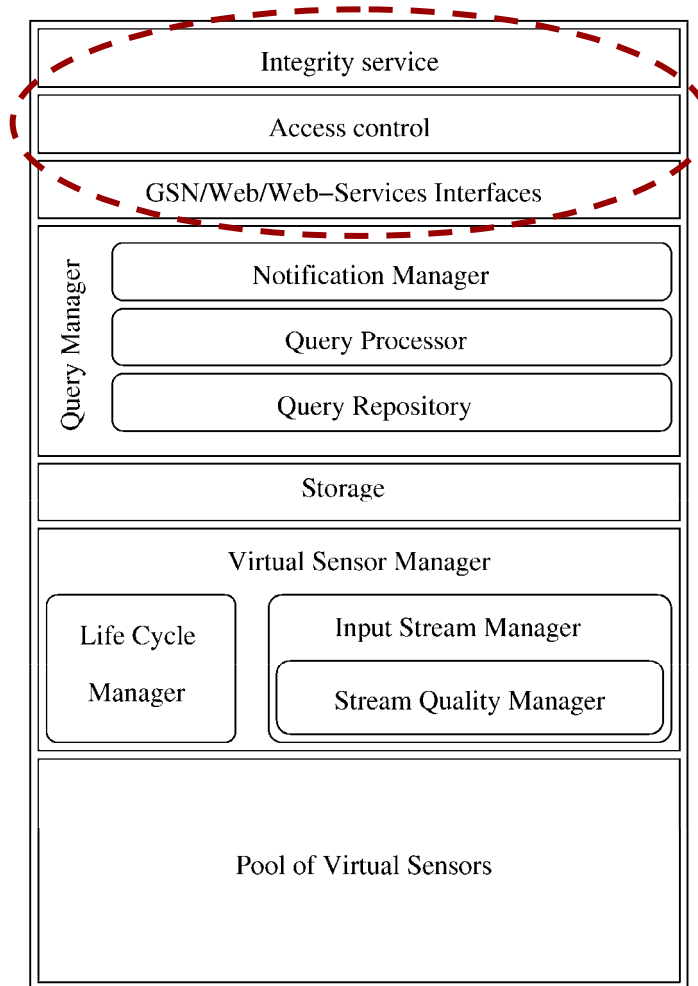 Integrity service
Access control
GSN/Web/Web−Services Interfaces
Query Manager
Notification Manager
Query Processor
Query Repository
Storage
Virtual Sensor Manager
Life Cycle
Manager
Input Stream Manager
Stream Quality Manager
Pool of Virtual Sensors